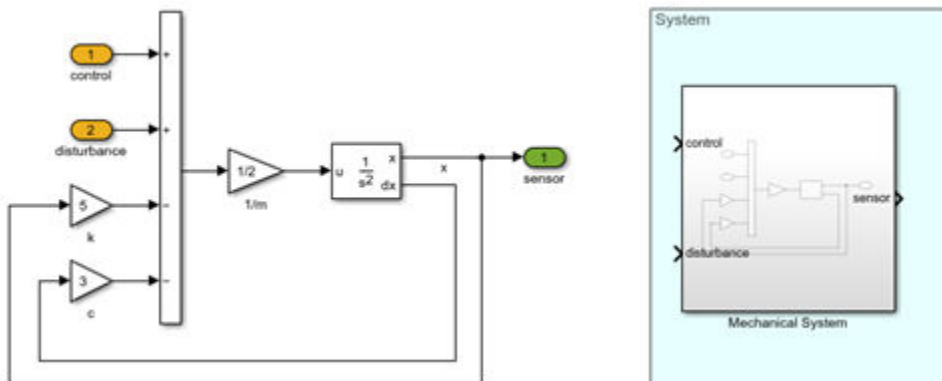 1
control
+
2
disturbance
+
5
k
−
3
c
−
1/2
1/m
u
1
s²
x
dx
x
1
sensor
System
control
disturbance
sensor
Mechanical System